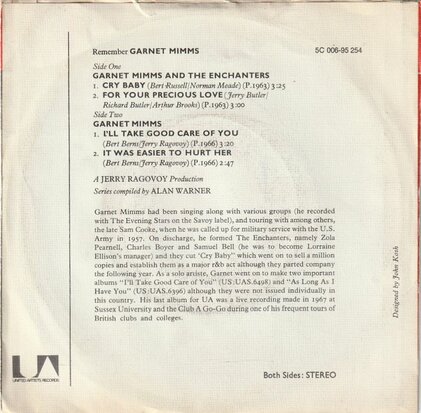 Remember GARNET MIMMS
5C 006-95 254
Side One
GARNET MIMMS AND THE ENCHANTERS
1. CRY BABY (Bert Russell/Norman Meade) (P.1963) 3:25
2. FOR YOUR PRECIOUS LOVE (Jerry Butler/
Richard Butler/Arthur Brooks) (P.1963) 3:00
Side Two
GARNET MIMMS
1. I'LL TAKE GOOD CARE OF YOU
(Bert Berns/Jerry Ragovoy) (P.1966) 3:20
2. IT WAS EASIER TO HURT HER
(Bert Berns/Jerry Ragovoy) (P.1966) 2:47
A JERRY RAGOVOY Production
Series compiled by ALAN WARNER
Garnet Mimms had been singing along with various groups (he recorded
with The Evening Stars on the Savoy label), and touring with among others,
the late Sam Cooke, when he was called up for military service with the U.S.
Army in 1957. On discharge, he formed The Enchanters, namely Zola
Pearnell, Charles Boyer and Samuel Bell (he was to become Lorraine
Ellison's manager) and they cut "Cry Baby" which went on to sell a million
copies and establish them as a major r&b act although they parted company
the following year. As a solo artiste, Garnet went on to make two important
albums "I'll Take Good Care of You" (US:UAS.6498) and "As Long As I
Have You" (US:UAS.6396) although they were not issued individually in
this country. His last album for UA was a live recording made in 1967 at
Sussex University and the Club A Go-Go during one of his frequent tours of
British clubs and colleges.
Designed by John Kosh
UNITED ARTISTS RECORDS
Both Sides: STEREO